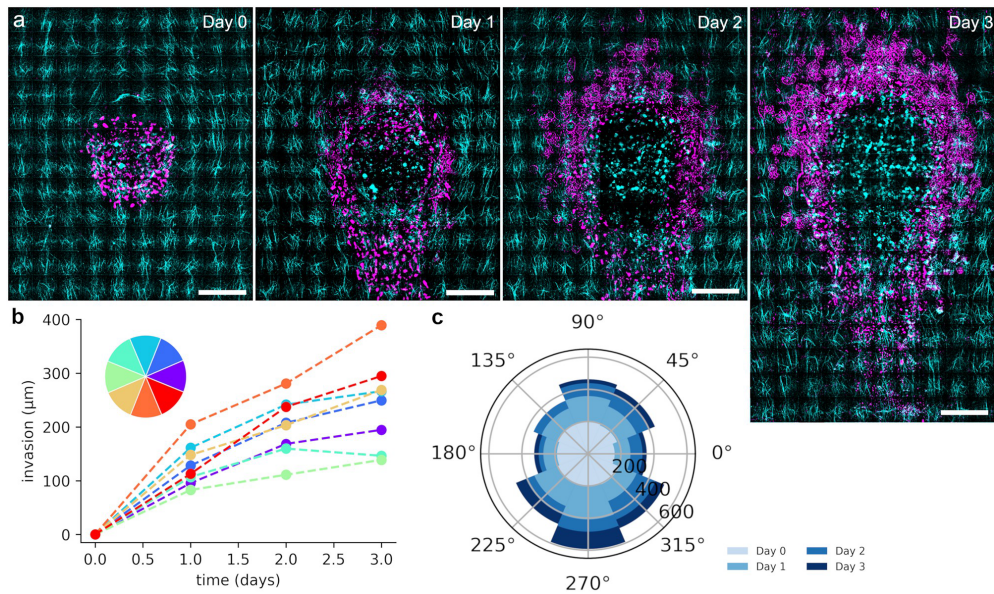 a
Day 0
Day 1
Day 2
Day 3
b
400
300
200
100
0
invasion (µm)
0.0
0.5
1.0
1.5
2.0
2.5
3.0
time (days)
c
90°
135°
45°
180°
0°
200
400
600
225°
315°
270°
Day 0
Day 2
Day 1
Day 3